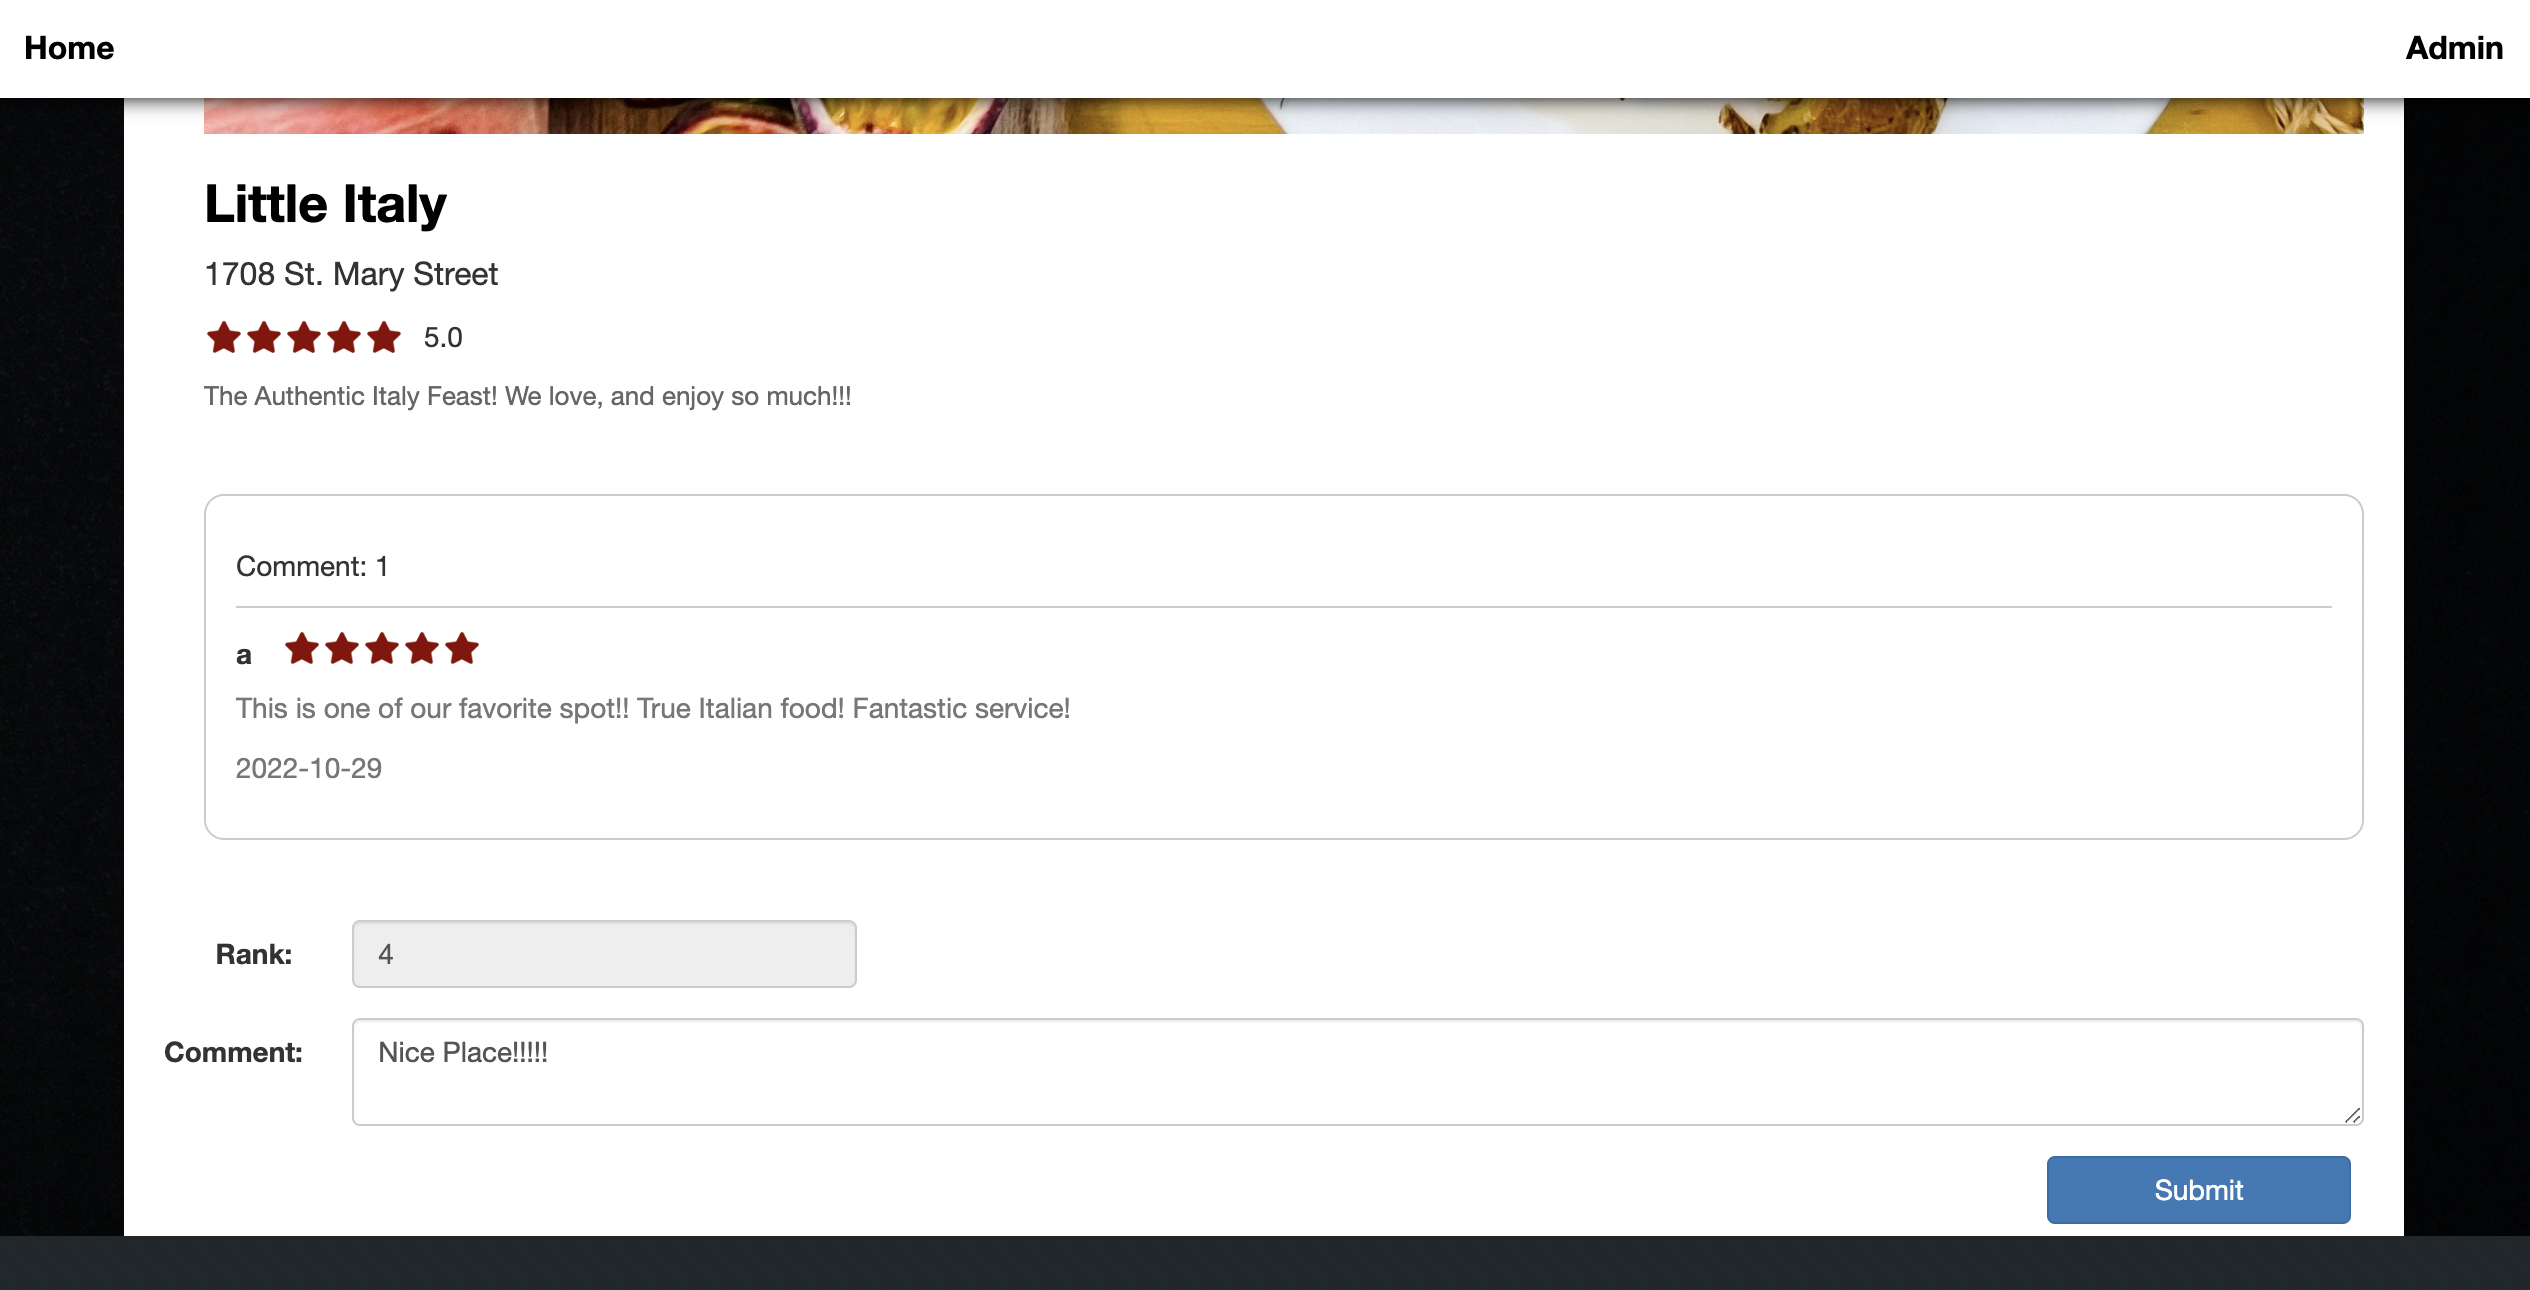 Home
Admin
Little Italy
1708 St. Mary Street
5.0
The Authentic Italy Feast! We love, and enjoy so much!!!
Comment: 1
a
This is one of our favorite spot!! True Italian food! Fantastic service!
2022-10-29
Rank:
4
Comment:
Nice Place!!!!!
Submit